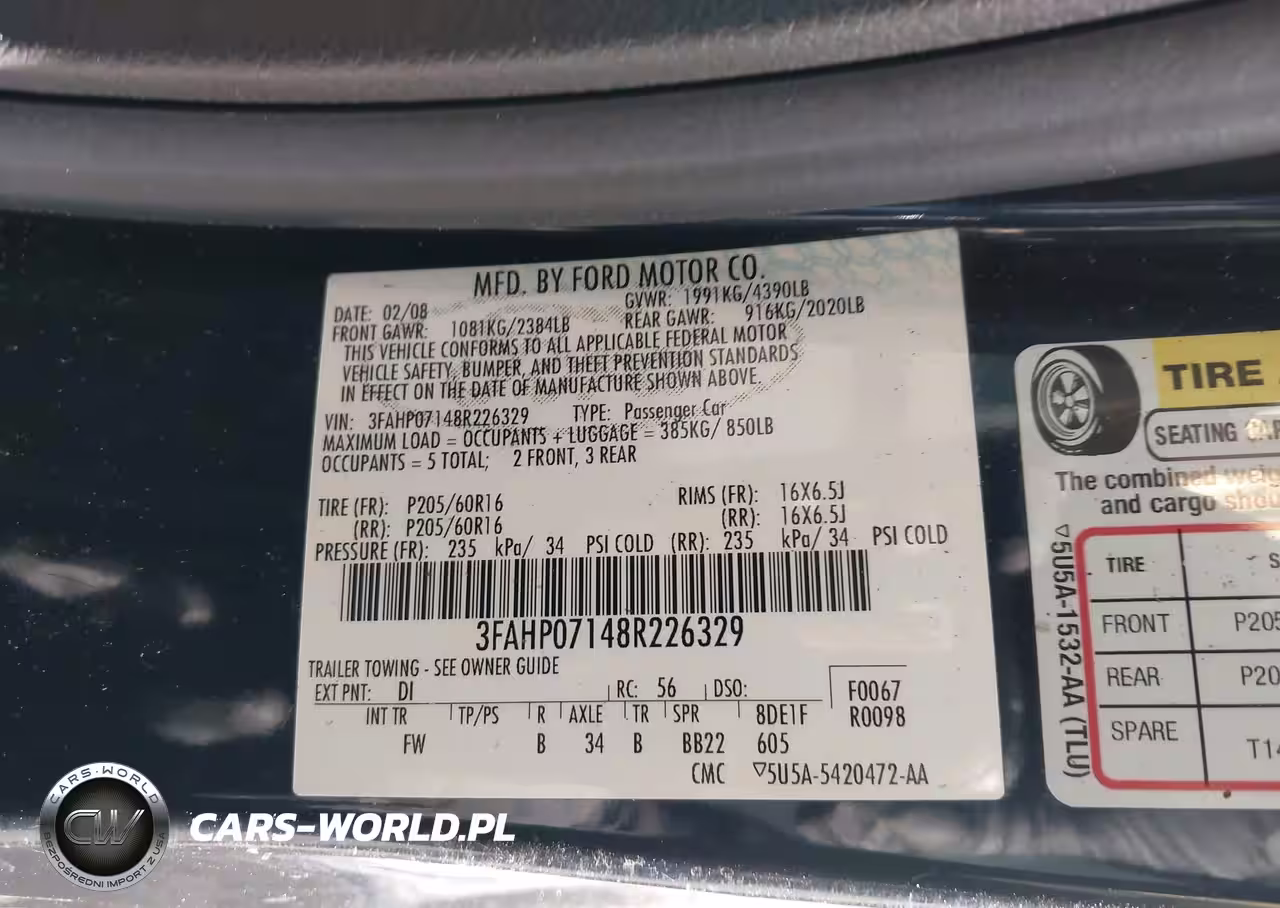 MFD. BY FORD MOTOR CO.
DATE: 02/08 GVWR: 1991KG/4390LB
FRONT GAWR: 1081KG/2384LB REAR GAWR: 916KG/2020LB
THIS VEHICLE CONFORMS TO ALL APPLICABLE FEDERAL MOTOR
VEHICLE SAFETY, BUMPER, AND THEFT PREVENTION STANDARDS
IN EFFECT ON THE DATE OF MANUFACTURE SHOWN ABOVE.
VIN: 3FAHP07148R226329 TYPE: Passenger Car
MAXIMUM LOAD = OCCUPANTS + LUGGAGE = 385KG/ 850LB
OCCUPANTS = 5 TOTAL; 2 FRONT, 3 REAR
TIRE (FR): P205/60R16 RIMS (FR): 16X6.5J
(RR): P205/60R16 (RR): 16X6.5J
PRESSURE (FR): 235 kPa/ 34 PSI COLD (RR): 235 kPa/ 34 PSI COLD
3FAHP07148R226329
TRAILER TOWING - SEE OWNER GUIDE
EXT PNT: DI RC: 56 DSO: F0067
INT TR TP/PS R AXLE TR SPR 8DE1F R0098
FW B 34 B BB22 605
CMC ▽5U5A-5420472-AA
TIRE
SEATING
The combined
and cargo
▽5U5A-1532-AA (TLU)
TIRE S
FRONT P205
REAR P20
SPARE T14
CARS-WORLD
CW
BEZPOŚREDNI IMPORT Z USA
CARS-WORLD.PL